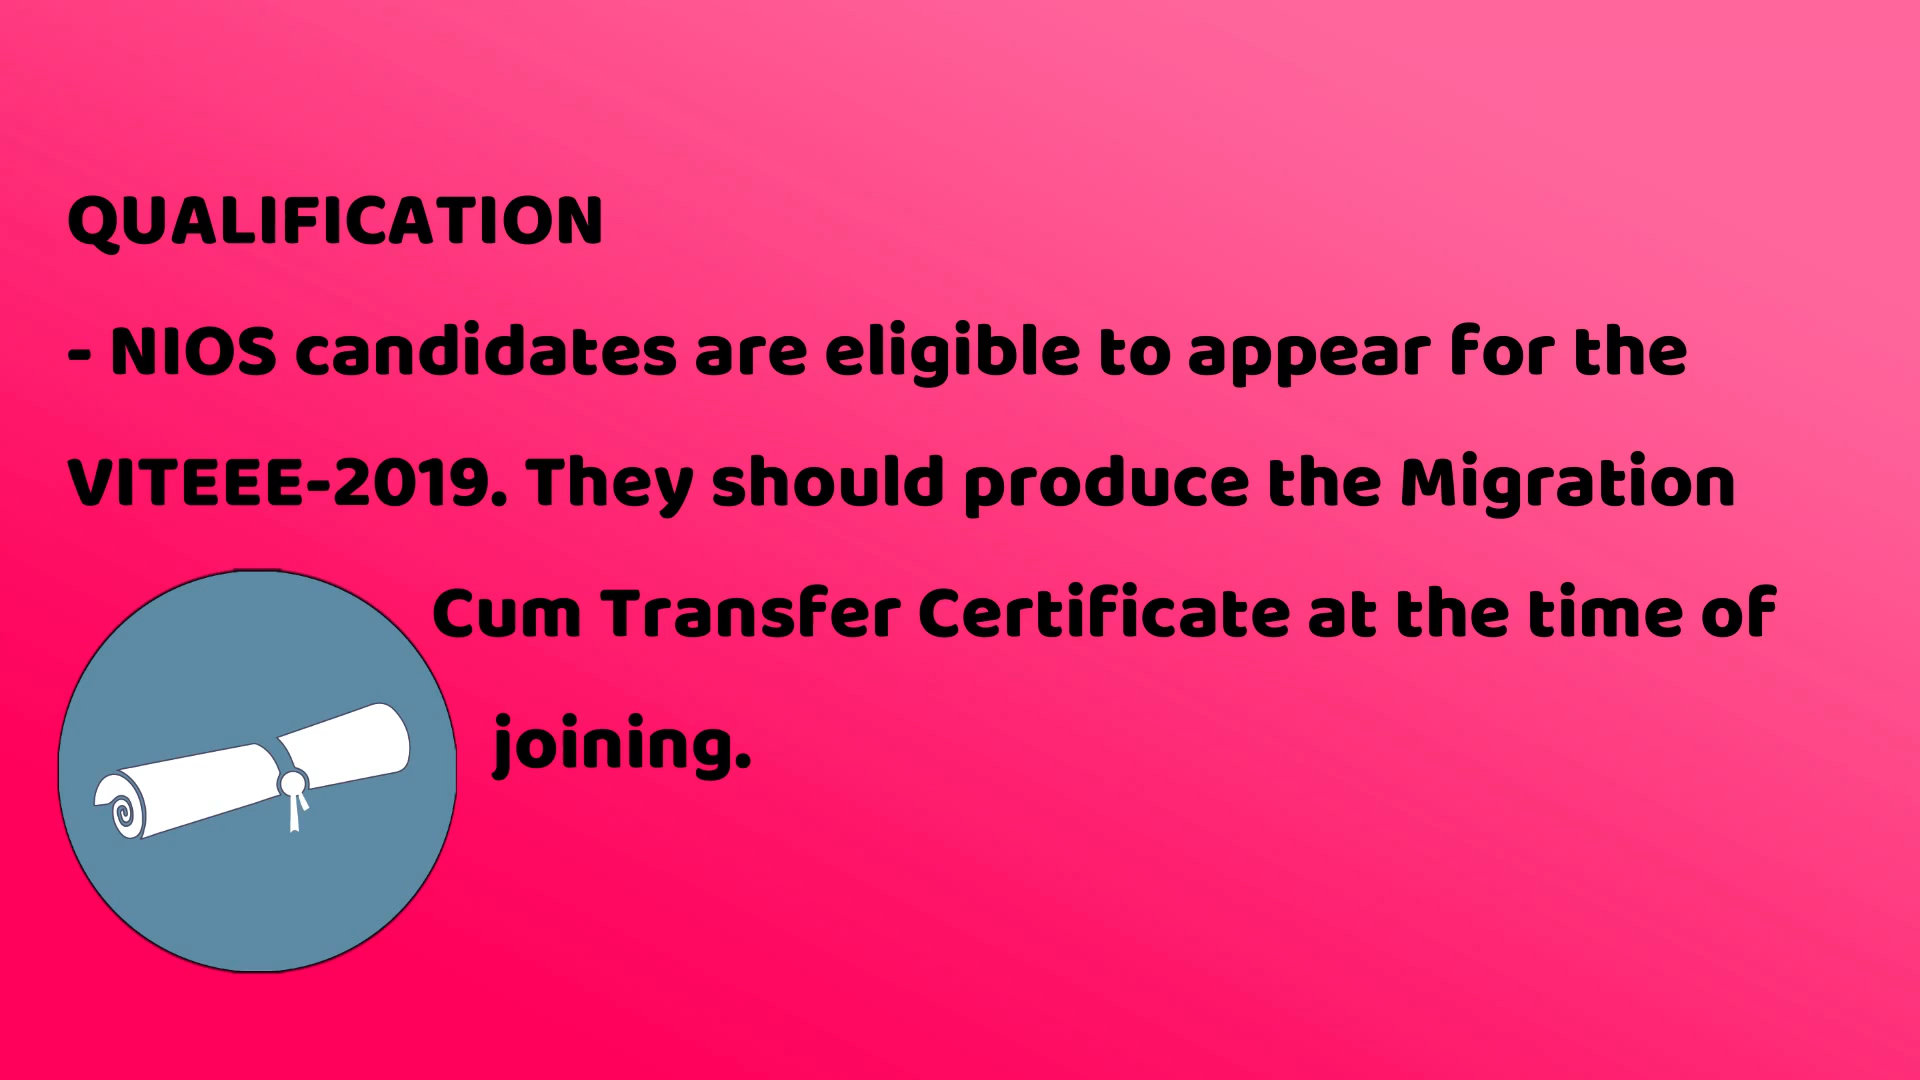 QUALIFICATION
- NIOS candidates are eligible to appear for the
VITEEE-2019. They should produce the Migration
Cum Transfer Certificate at the time of
joining.